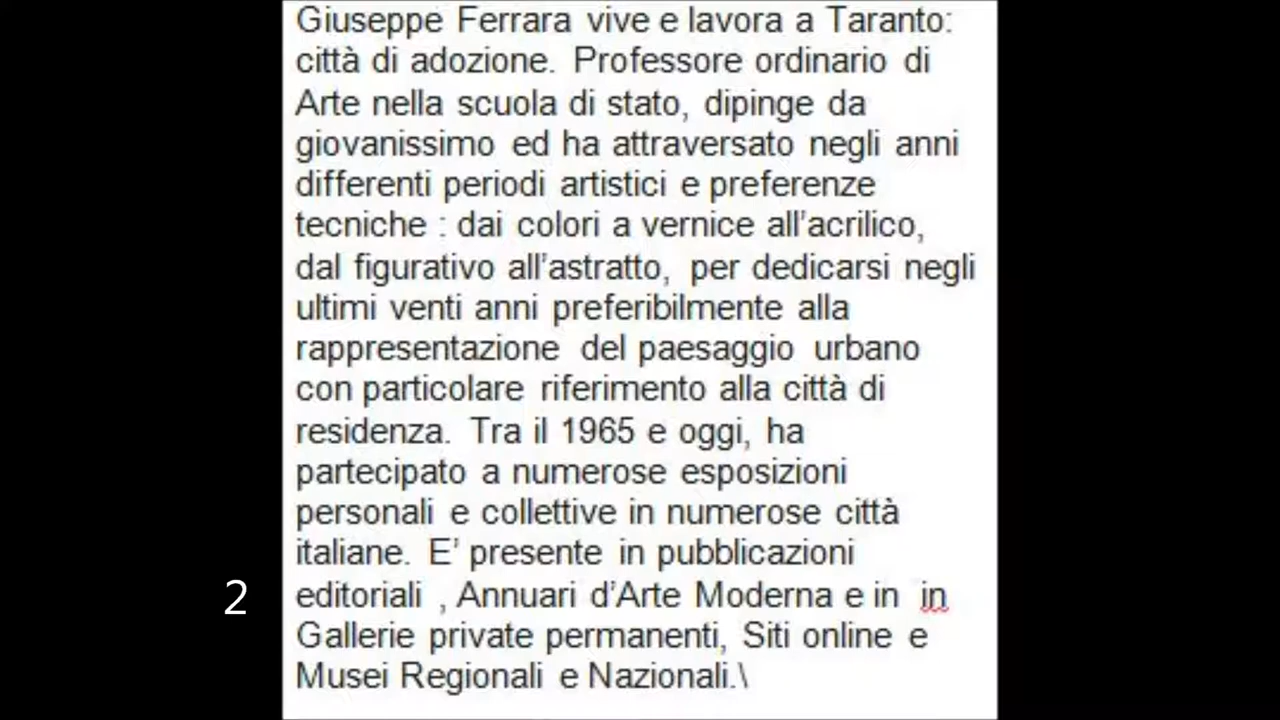 Giuseppe Ferrara vive e lavora a Taranto:
città di adozione. Professore ordinario di
Arte nella scuola di stato, dipinge da
giovanissimo ed ha attraversato negli anni
differenti periodi artistici e preferenze
tecniche : dai colori a vernice all'acrilico,
dal figurativo all'astratto, per dedicarsi negli
ultimi venti anni preferibilmente alla
rappresentazione del paesaggio urbano
con particolare riferimento alla città di
residenza. Tra il 1965 e oggi, ha
partecipato a numerose esposizioni
personali e collettive in numerose città
italiane. E' presente in pubblicazioni
editoriali , Annuari d'Arte Moderna e in in
Gallerie private permanenti, Siti online e
Musei Regionali e Nazionali.\
2